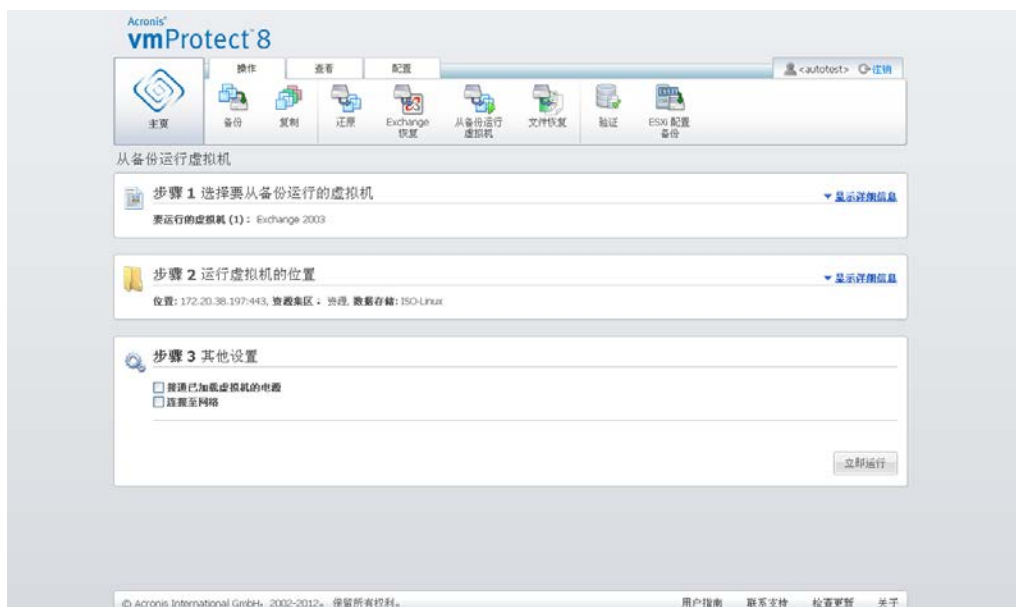 Acronis®
vmProtect 8
操作 查看 配置 <autotest> 注销
主页 备份 复制 还原 Exchange 恢复 从备份运行虚拟机 文件恢复 验证 ESXi 配置备份
从备份运行虚拟机
步骤 1 选择要从备份运行的虚拟机 显示详细信息
要运行的虚拟机 (1)： Exchange 2003
步骤 2 运行虚拟机的位置 显示详细信息
位置: 172.20.38.197:443, 资源集区： 资源, 数据存储: ISO-Linux
步骤 3 其他设置
接通已加载虚拟机的电源
连接至网络
立即运行
© Acronis International GmbH。 2002-2012。 保留所有权利。 用户指南 联系支持 检查更新 关于